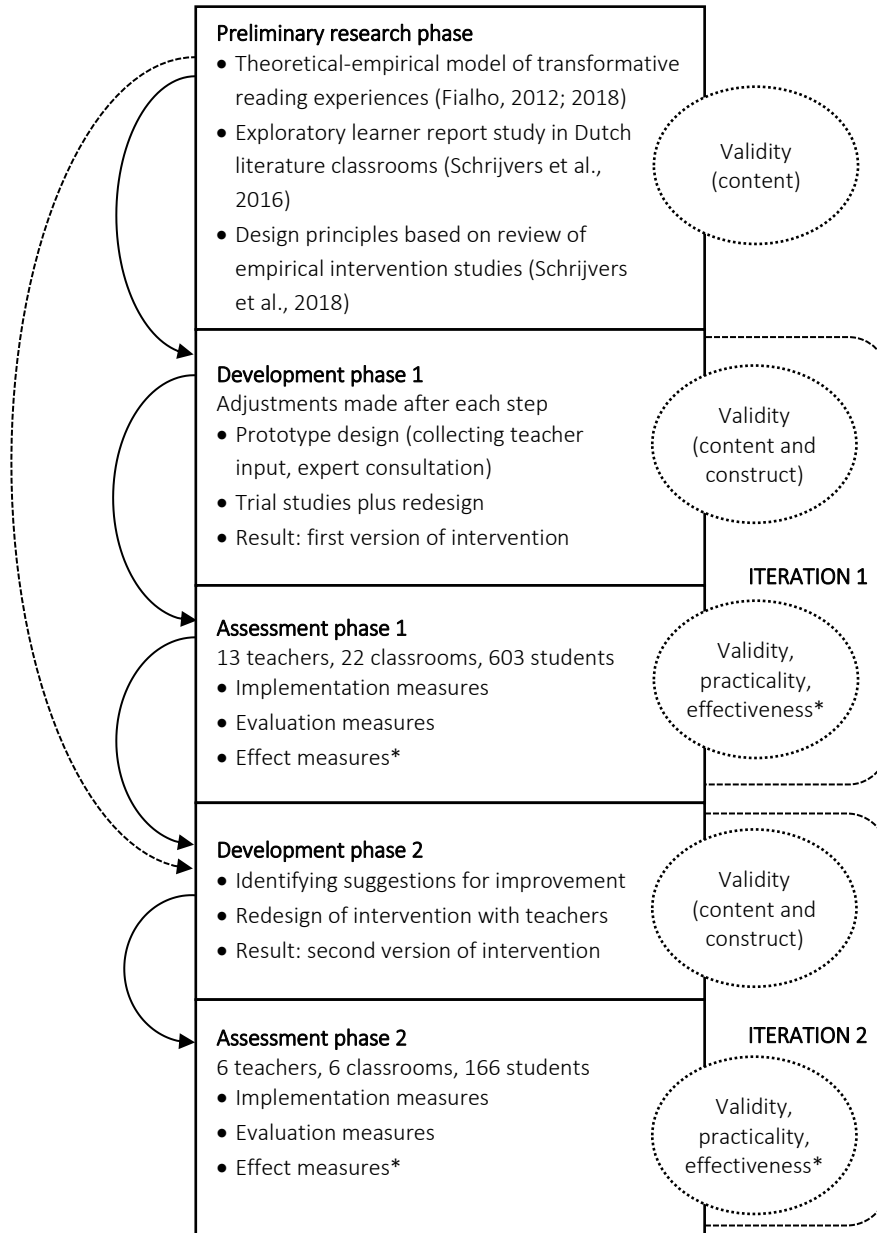 Preliminary research phase
• Theoretical-empirical model of transformative
reading experiences (Fialho, 2012; 2018)
• Exploratory learner report study in Dutch
literature classrooms (Schrijvers et al.,
2016)
• Design principles based on review of
empirical intervention studies (Schrijvers
et al., 2018)
Validity
(content)
Development phase 1
Adjustments made after each step
• Prototype design (collecting teacher
input, expert consultation)
• Trial studies plus redesign
• Result: first version of intervention
Validity
(content and
construct)
ITERATION 1
Assessment phase 1
13 teachers, 22 classrooms, 603 students
• Implementation measures
• Evaluation measures
• Effect measures*
Validity,
practicality,
effectiveness*
Development phase 2
• Identifying suggestions for improvement
• Redesign of intervention with teachers
• Result: second version of intervention
Validity
(content and
construct)
ITERATION 2
Assessment phase 2
6 teachers, 6 classrooms, 166 students
• Implementation measures
• Evaluation measures
• Effect measures*
Validity,
practicality,
effectiveness*